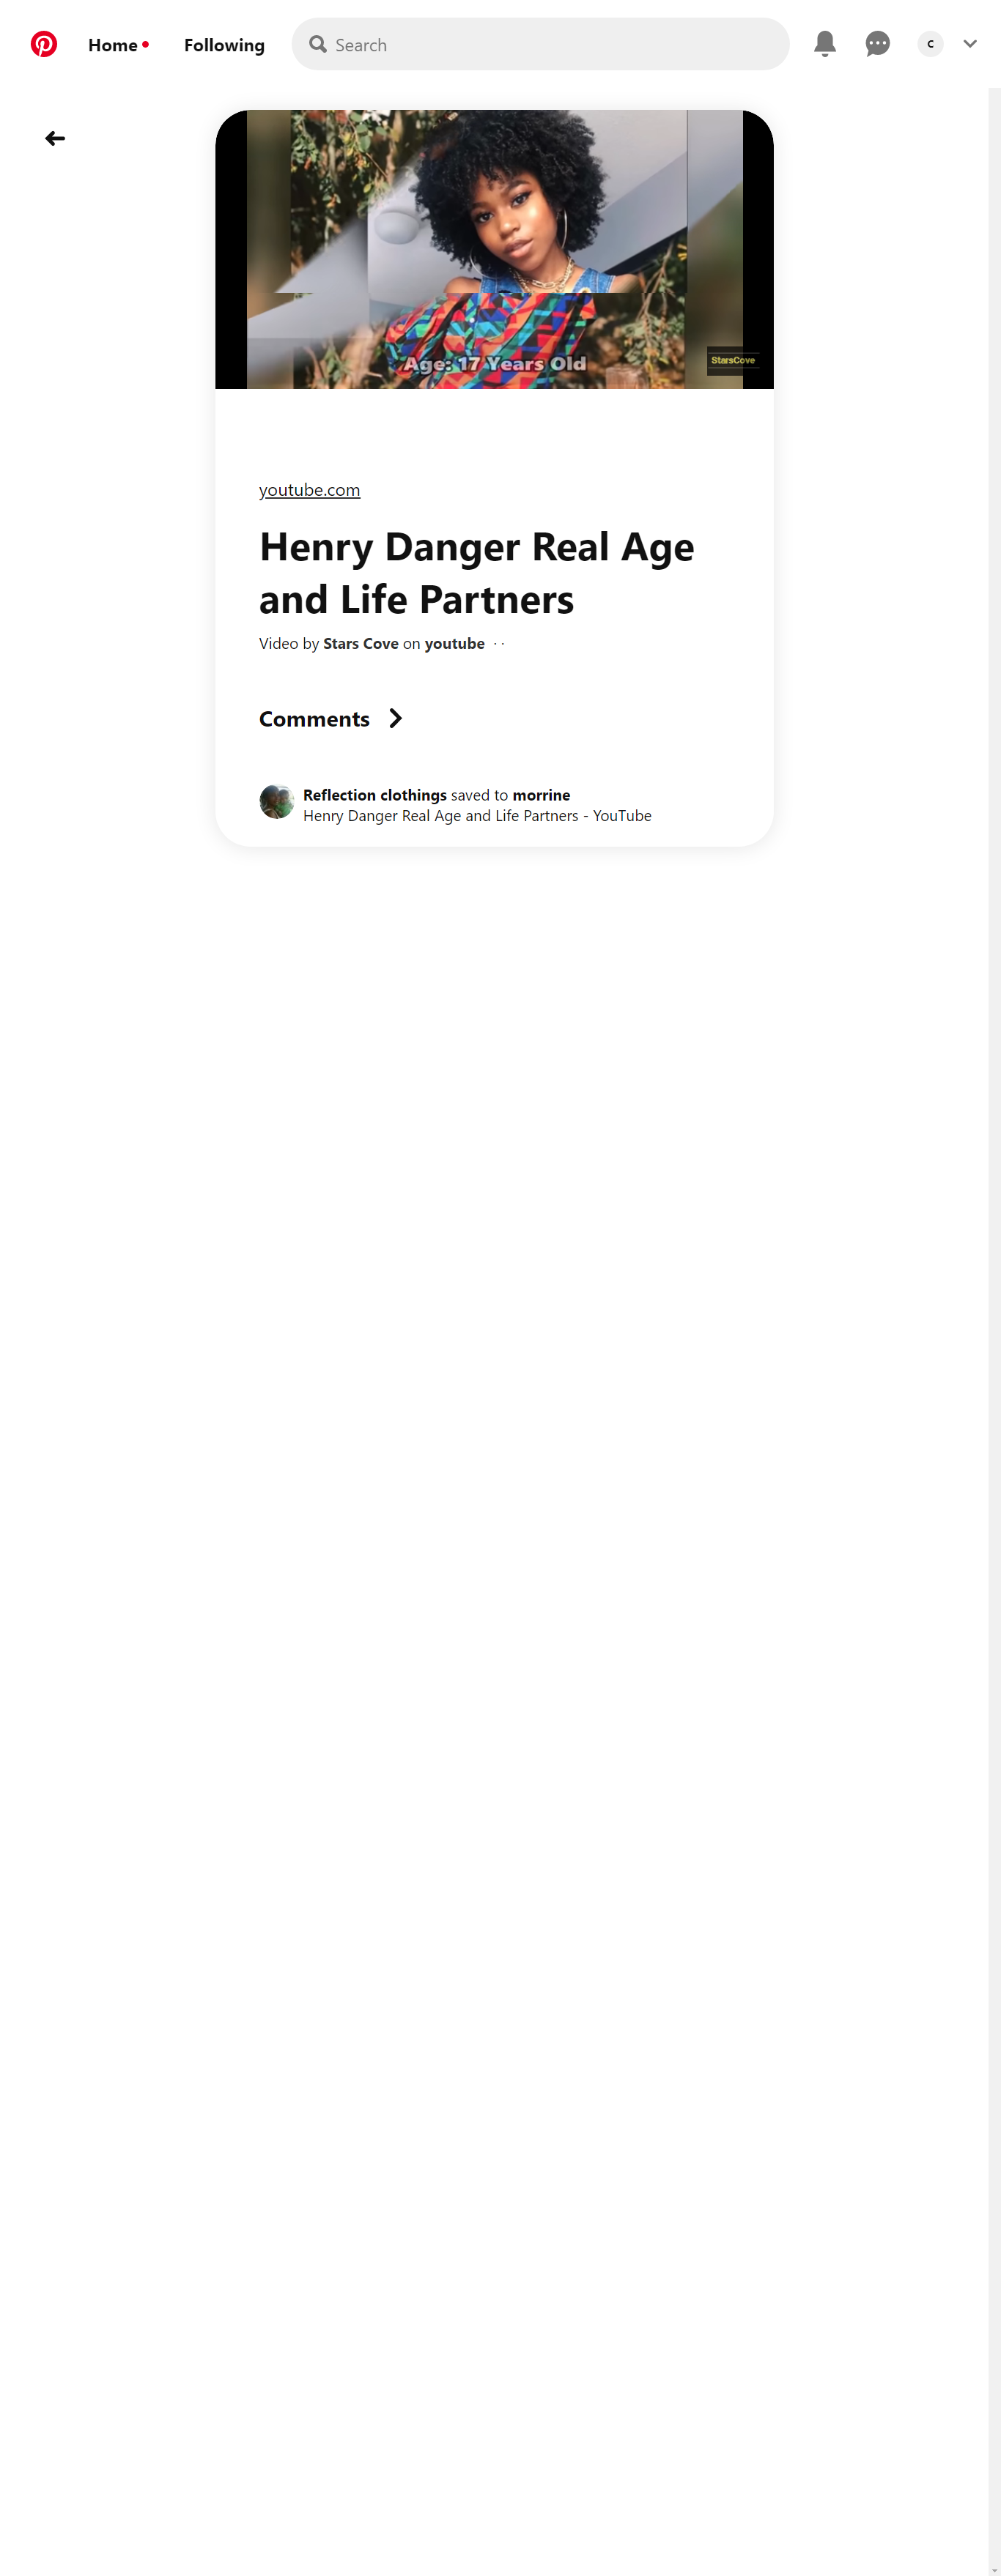 Home
Following
Search
C
Age: 17 Years Old
StarsCove
youtube.com
Henry Danger Real Age
and Life Partners
Video by Stars Cove on youtube · ·
Comments
Reflection clothings saved to morrine
Henry Danger Real Age and Life Partners - YouTube